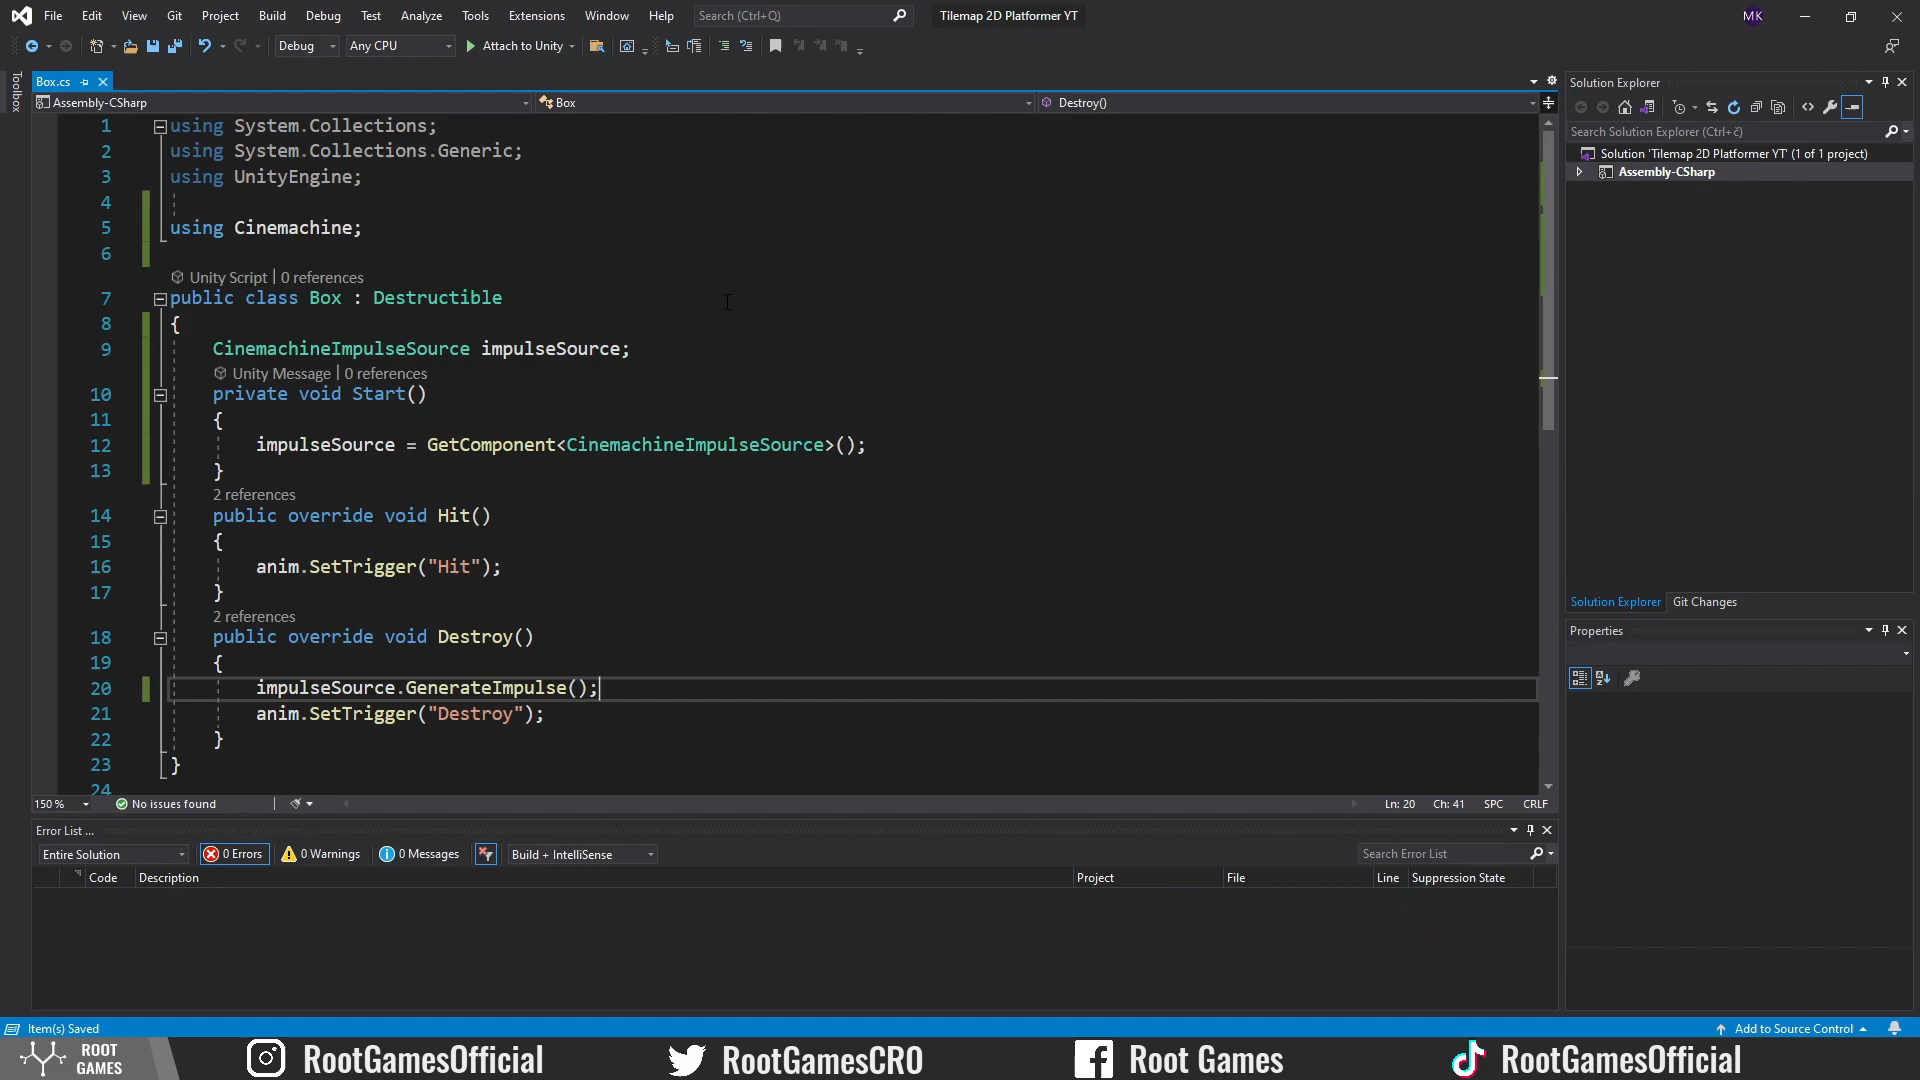 File Edit View Git Project Build Debug Test Analyze Tools Extensions Window Help Search (Ctrl+Q) Tilemap 2D Platformer YT MK
Debug Any CPU Attach to Unity
Toolbox
Box.cs
Assembly-CSharp Box Destroy()
1 using System.Collections;
2 using System.Collections.Generic;
3 using UnityEngine;
4
5 using Cinemachine;
6
Unity Script | 0 references
7 public class Box : Destructible
8 {
9 CinemachineImpulseSource impulseSource;
Unity Message | 0 references
10 private void Start()
11 {
12 impulseSource = GetComponent<CinemachineImpulseSource>();
13 }
2 references
14 public override void Hit()
15 {
16 anim.SetTrigger("Hit");
17 }
2 references
18 public override void Destroy()
19 {
20 impulseSource.GenerateImpulse();
21 anim.SetTrigger("Destroy");
22 }
23 }
24
150 % No issues found Ln: 20 Ch: 41 SPC CRLF
Solution Explorer
Search Solution Explorer (Ctrl+č)
Solution 'Tilemap 2D Platformer YT' (1 of 1 project)
Assembly-CSharp
Solution Explorer Git Changes
Properties
Error List ...
Entire Solution 0 Errors 0 Warnings 0 Messages Build + IntelliSense Search Error List
Code Description Project File Line Suppression State
Item(s) Saved Add to Source Control
ROOT GAMES
RootGamesOfficial RootGamesCRO Root Games RootGamesOfficial